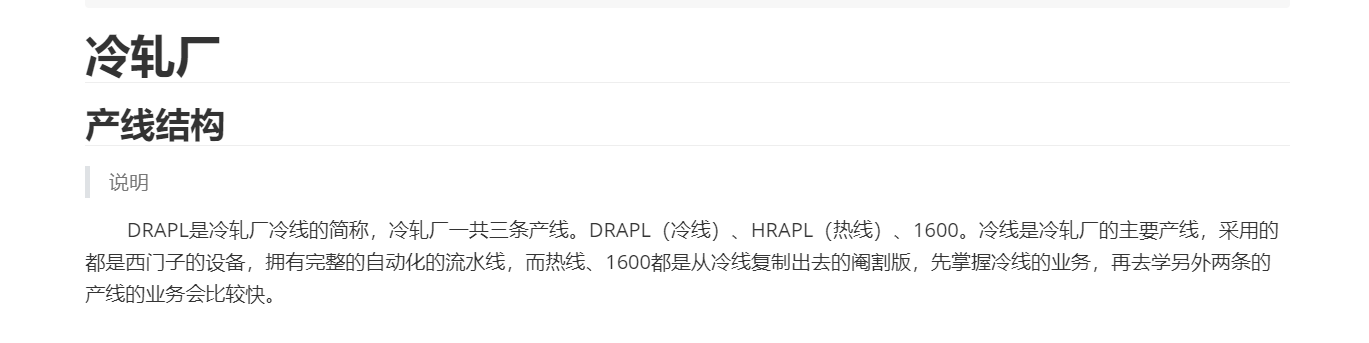 冷轧厂
产线结构
说明
DRAPL是冷轧厂冷线的简称，冷轧厂一共三条产线。DRAPL（冷线）、HRAPL（热线）、1600。冷线是冷轧厂的主要产线，采用的
都是西门子的设备，拥有完整的自动化的流水线，而热线、1600都是从冷线复制出去的阉割版，先掌握冷线的业务，再去学另外两条的
产线的业务会比较快。